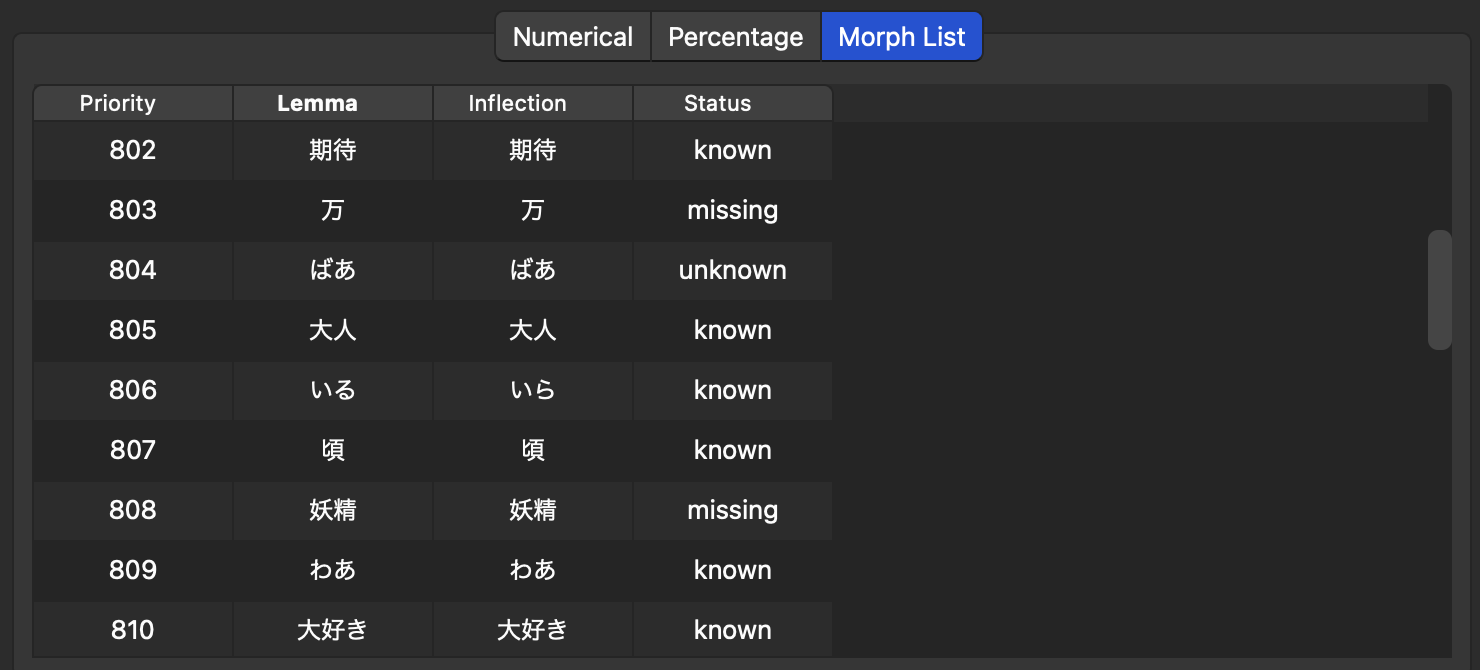 Numerical Percentage Morph List
Priority Lemma Inflection Status
802 期待 期待 known
803 万 万 missing
804 ばあ ばあ unknown
805 大人 大人 known
806 いる いら known
807 頃 頃 known
808 妖精 妖精 missing
809 わあ わあ known
810 大好き 大好き known